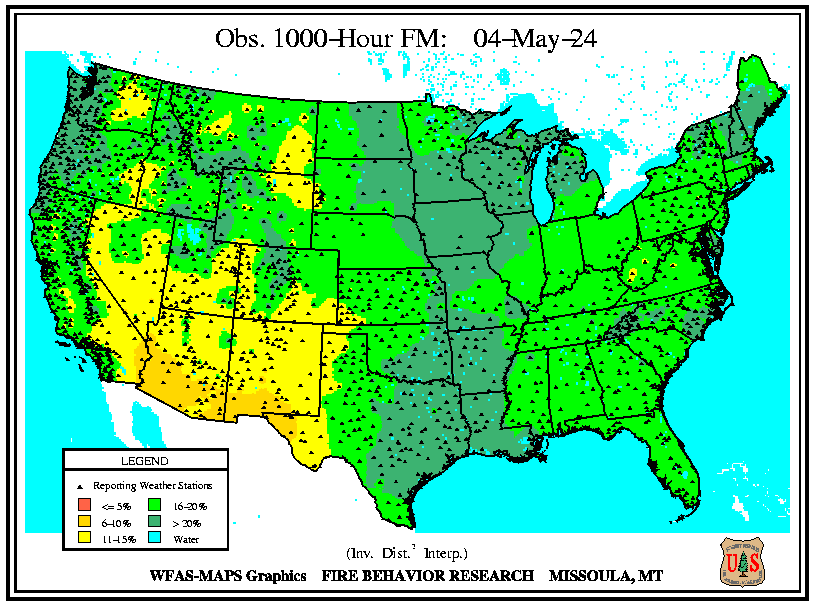 Obs. 1000-Hour FM: 04-May-24
LEGEND
Reporting Weather Stations
<= 5%
16-20%
6-10%
> 20%
11-15%
Water
(Inv. Dist.² Interp.)
WFAS-MAPS Graphics FIRE BEHAVIOR RESEARCH MISSOULA, MT
U S